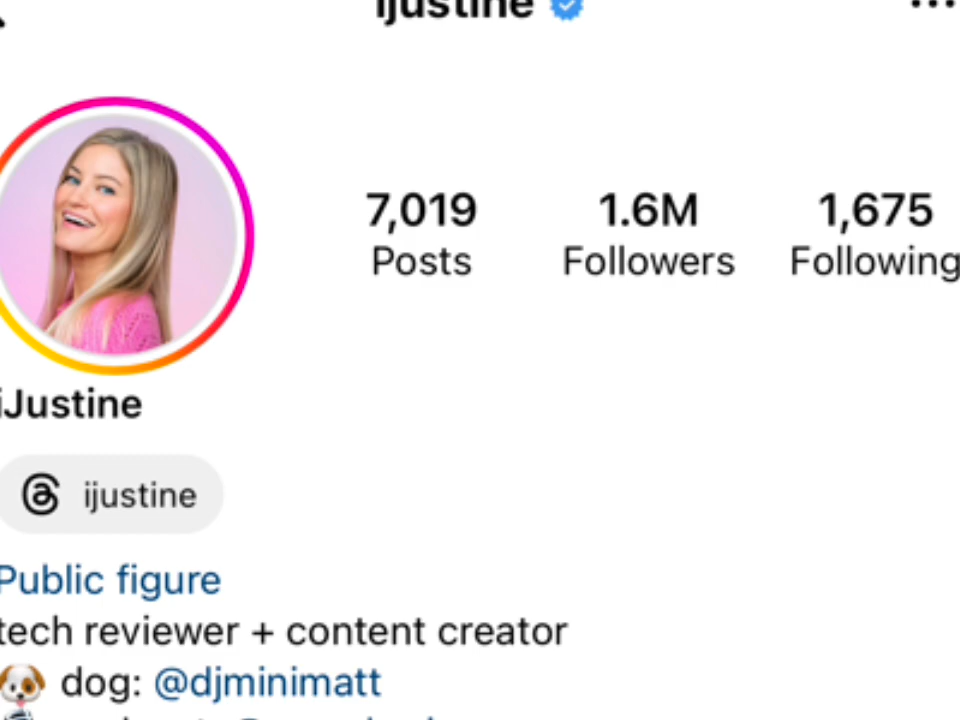 ijustine
7,019 1.6M 1,675
Posts Followers Following
iJustine
ijustine
Public figure
tech reviewer + content creator
dog: @djminimatt